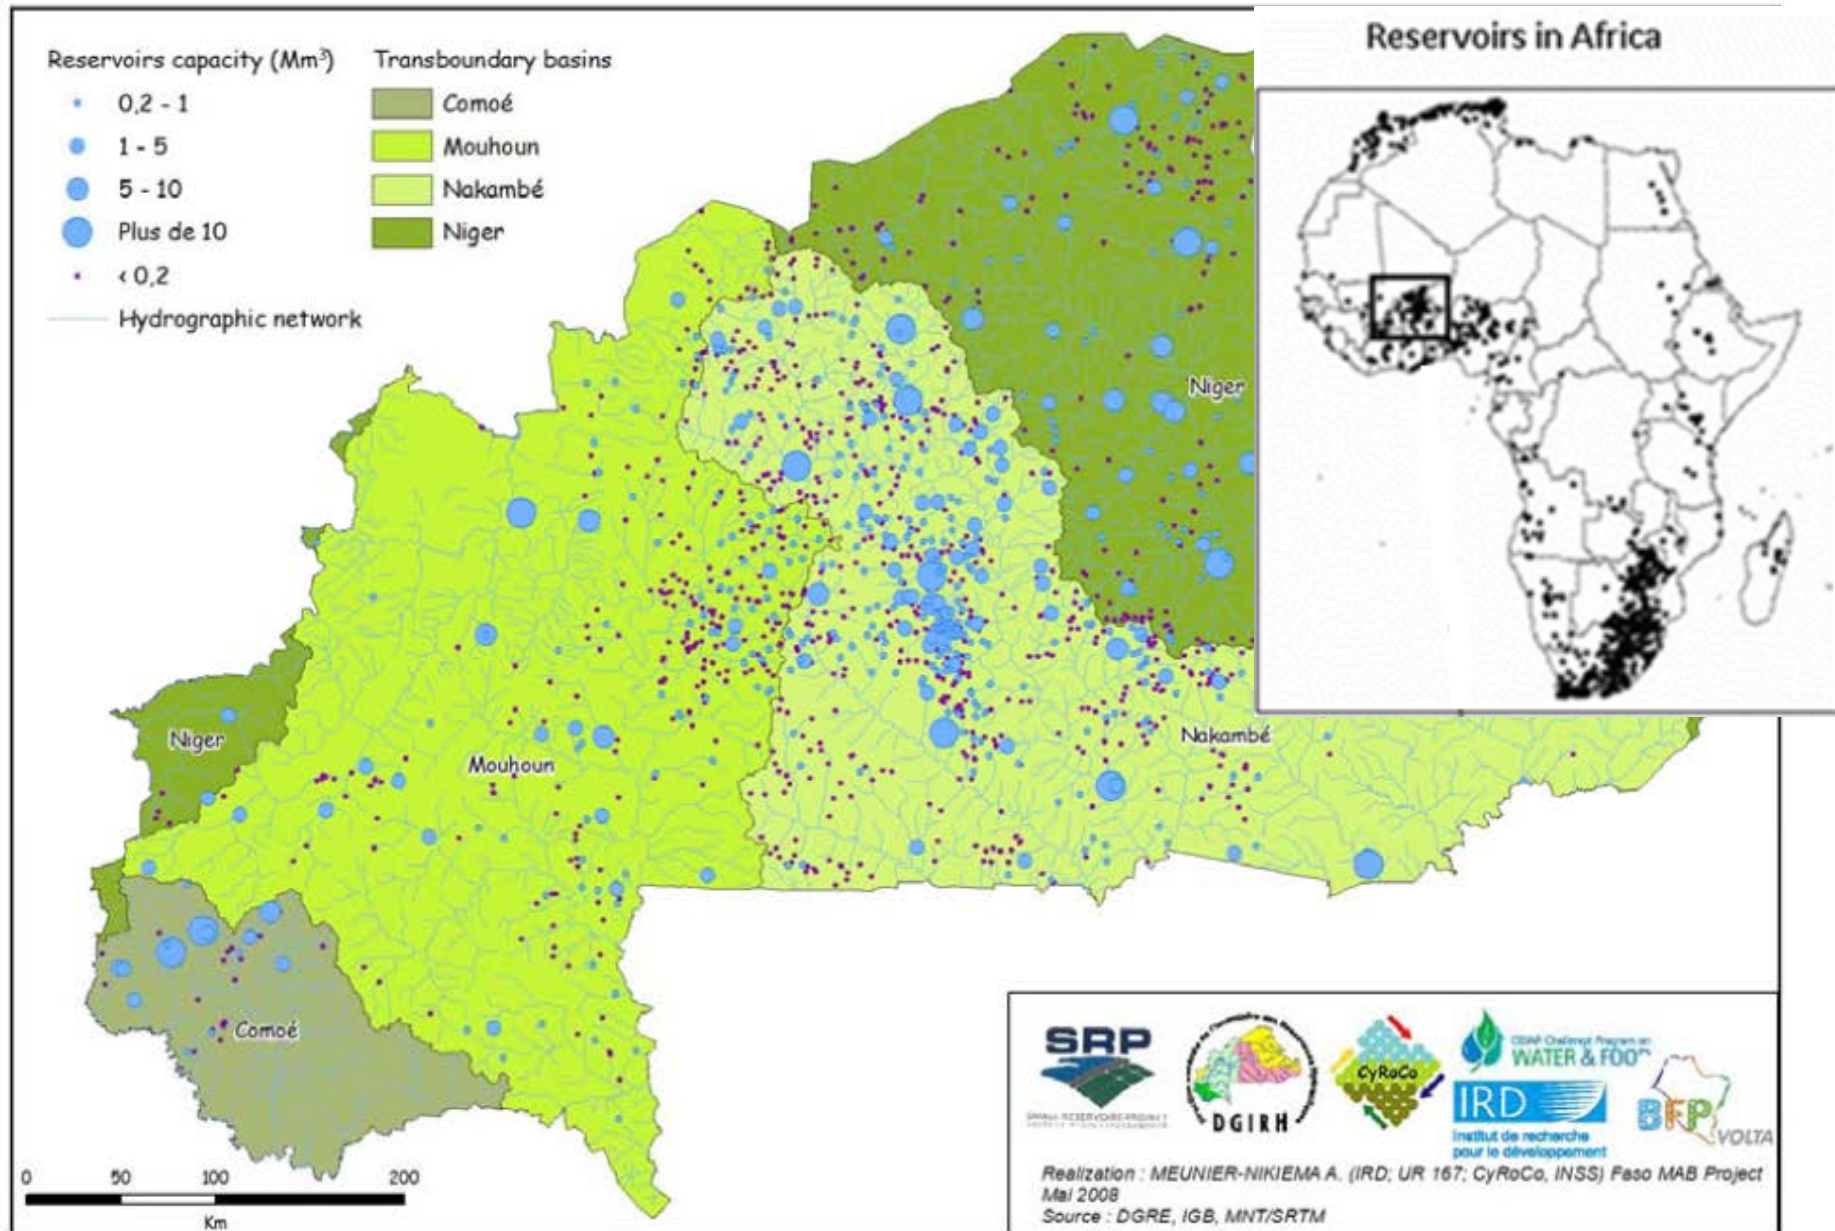 Reservoirs capacity (Mm³)
0,2 - 1
1 - 5
5 - 10
Plus de 10
< 0,2
Hydrographic network
Transboundary basins
Comoé
Mouhoun
Nakambé
Niger
Reservoirs in Africa
Niger
Niger
Mouhoun
Nakambé
Comoé
0 50 100 200
Km
SRP
DGIRH
CyRoCo
WATER & FOOD
IRD
Institut de recherche
pour le développement
BFP VOLTA
Realization : MEUNIER-NIKIEMA A. (IRD; UR 167; CyRoCo, INSS) Faso MAB Project
Mai 2008
Source : DGRE, IGB, MNT/SRTM